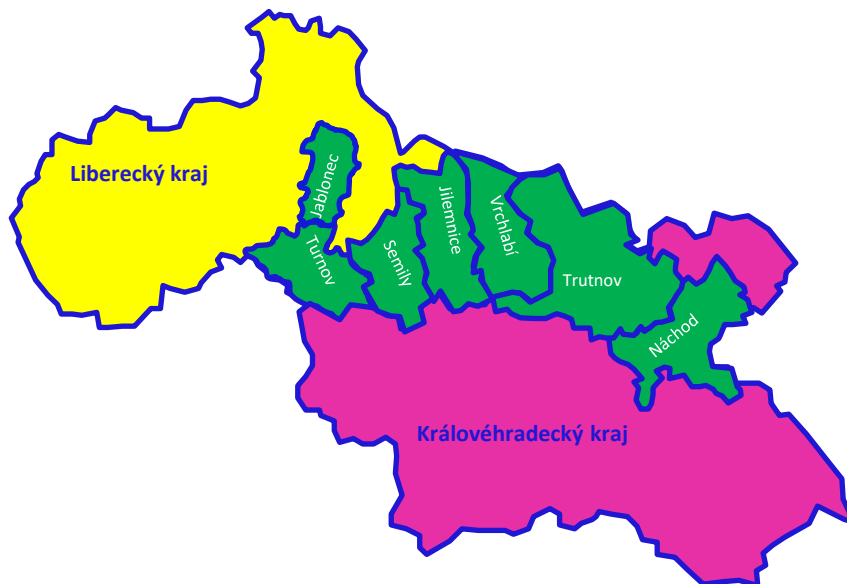 Liberecký kraj
Jablonec
Turnov
Semily
Jilemnice
Vrchlabí
Trutnov
Náchod
Královéhradecký kraj